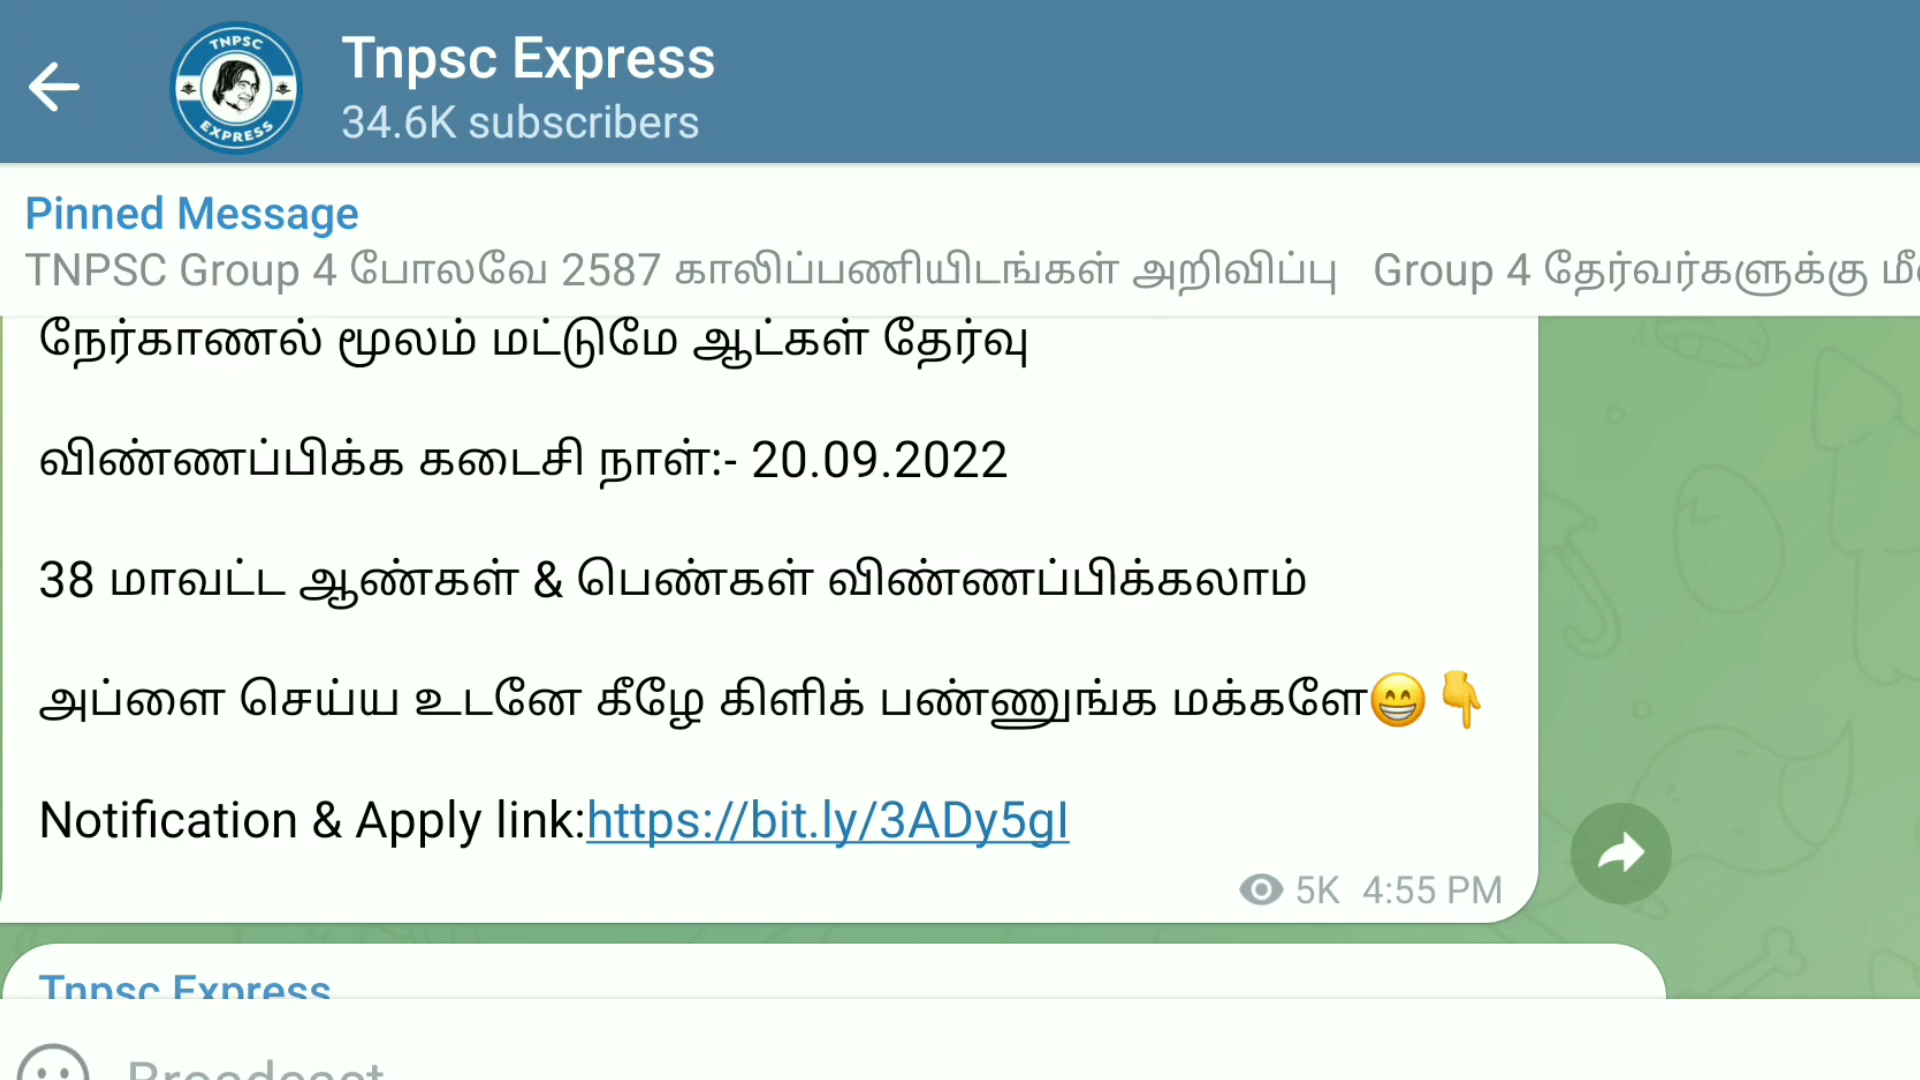 TNPSC
EXPRESS
Tnpsc Express
34.6K subscribers
Pinned Message
TNPSC Group 4 போலவே 2587 காலிப்பணியிடங்கள் அறிவிப்பு Group 4 தேர்வர்களுக்கு
நேர்காணல் மூலம் மட்டுமே ஆட்கள் தேர்வு
விண்ணப்பிக்க கடைசி நாள்:- 20.09.2022
38 மாவட்ட ஆண்கள் & பெண்கள் விண்ணப்பிக்கலாம்
அப்ளை செய்ய உடனே கீழே கிளிக் பண்ணுங்க மக்களே😁👇
Notification & Apply link:https://bit.ly/3ADy5gI
5K 4:55 PM
Tnpsc Express
Broadcast